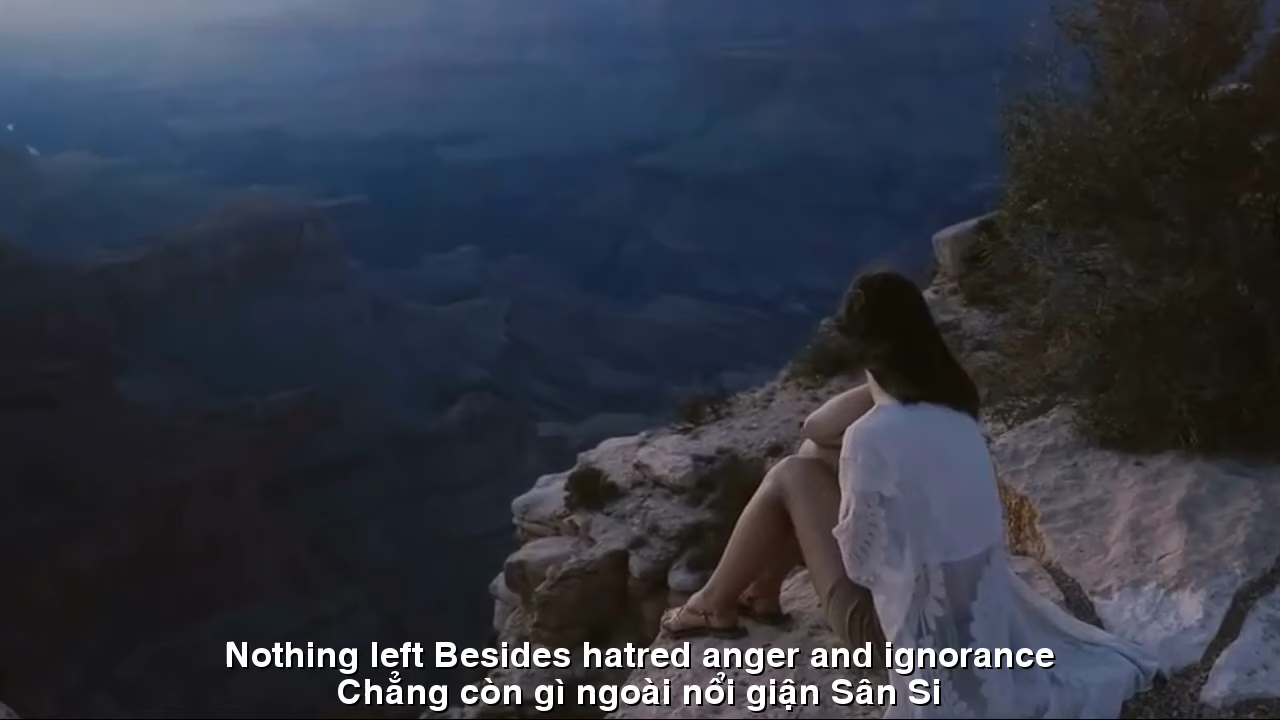 Nothing left Besides hatred anger and ignorance
Chẳng còn gì ngoài nổi giận Sân Si